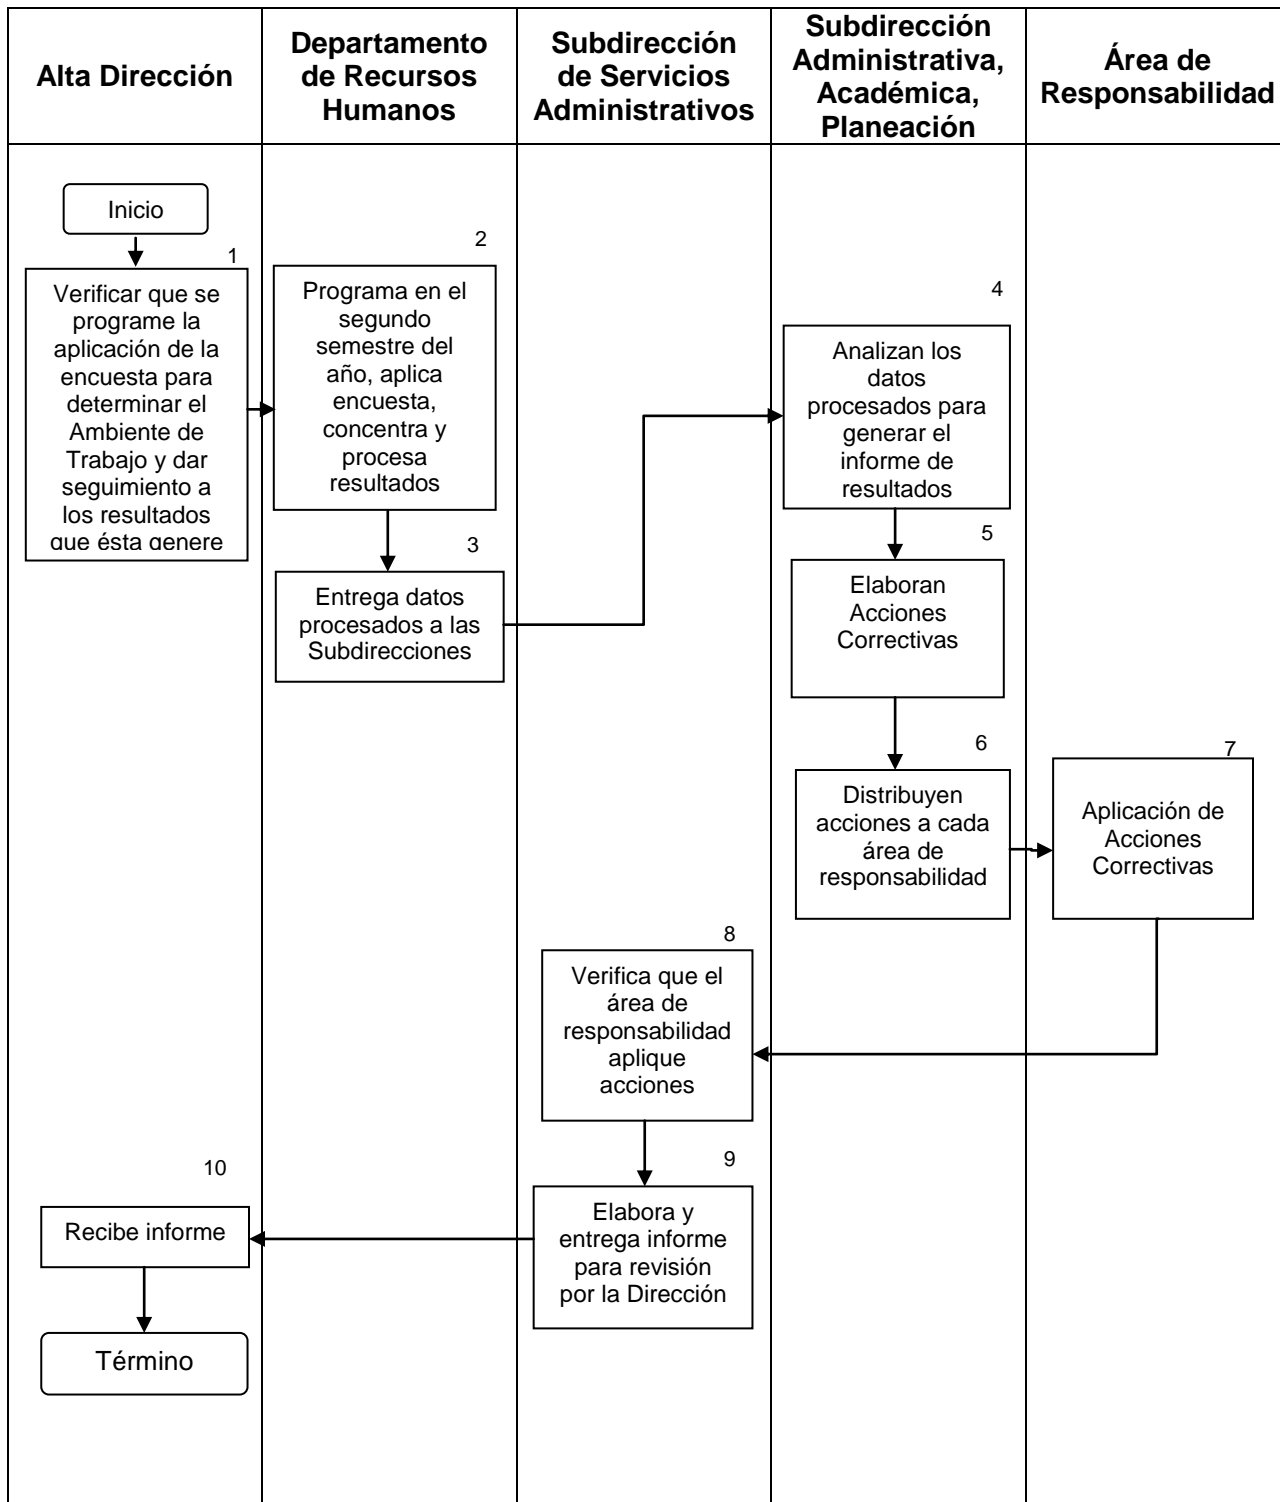 Alta Dirección
Departamento
de Recursos
Humanos
Subdirección
de Servicios
Administrativos
Subdirección
Administrativa,
Académica,
Planeación
Área de
Responsabilidad
Inicio
1
Verificar que se
programe la
aplicación de la
encuesta para
determinar el
Ambiente de
Trabajo y dar
seguimiento a
los resultados
que ésta genere
2
Programa en el
segundo
semestre del
año, aplica
encuesta,
concentra y
procesa
resultados
3
Entrega datos
procesados a las
Subdirecciones
4
Analizan los
datos
procesados para
generar el
informe de
resultados
5
Elaboran
Acciones
Correctivas
6
Distribuyen
acciones a cada
área de
responsabilidad
7
Aplicación de
Acciones
Correctivas
8
Verifica que el
área de
responsabilidad
aplique
acciones
9
Elabora y
entrega informe
para revisión
por la Dirección
10
Recibe informe
Término